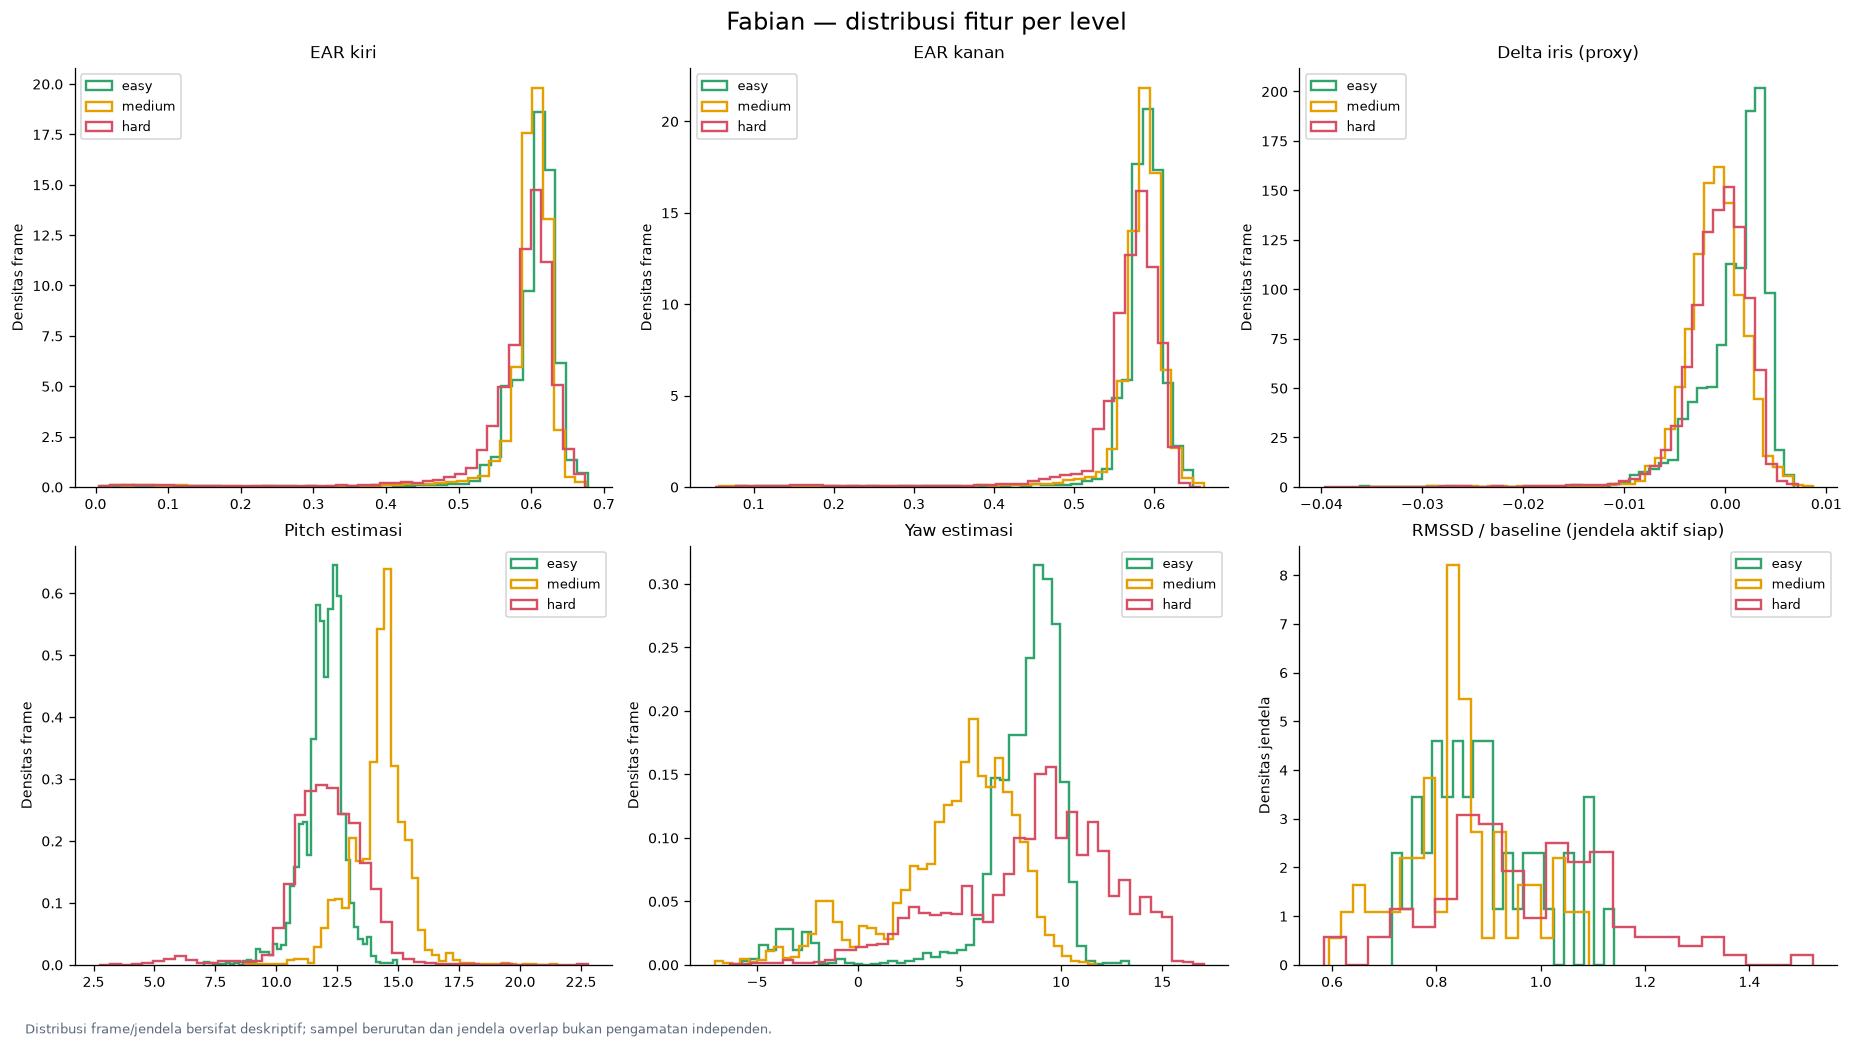 Fabian — distribusi fitur per level
EAR kiri
EAR kanan
Delta iris (proxy)
easy
medium
hard
easy
medium
hard
easy
medium
hard
Densitas frame
20.0
17.5
15.0
12.5
10.0
7.5
5.0
2.5
0.0
0.0 0.1 0.2 0.3 0.4 0.5 0.6 0.7
Densitas frame
20
15
10
5
0
0.1 0.2 0.3 0.4 0.5 0.6
Densitas frame
200
175
150
125
100
75
50
25
0
−0.04 −0.03 −0.02 −0.01 0.00 0.01
Pitch estimasi
Yaw estimasi
RMSSD / baseline (jendela aktif siap)
easy
medium
hard
easy
medium
hard
easy
medium
hard
Densitas frame
0.6
0.5
0.4
0.3
0.2
0.1
0.0
2.5 5.0 7.5 10.0 12.5 15.0 17.5 20.0 22.5
Densitas frame
0.30
0.25
0.20
0.15
0.10
0.05
0.00
−5 0 5 10 15
Densitas jendela
8
7
6
5
4
3
2
1
0
0.6 0.8 1.0 1.2 1.4
Distribusi frame/jendela bersifat deskriptif; sampel berurutan dan jendela overlap bukan pengamatan independen.